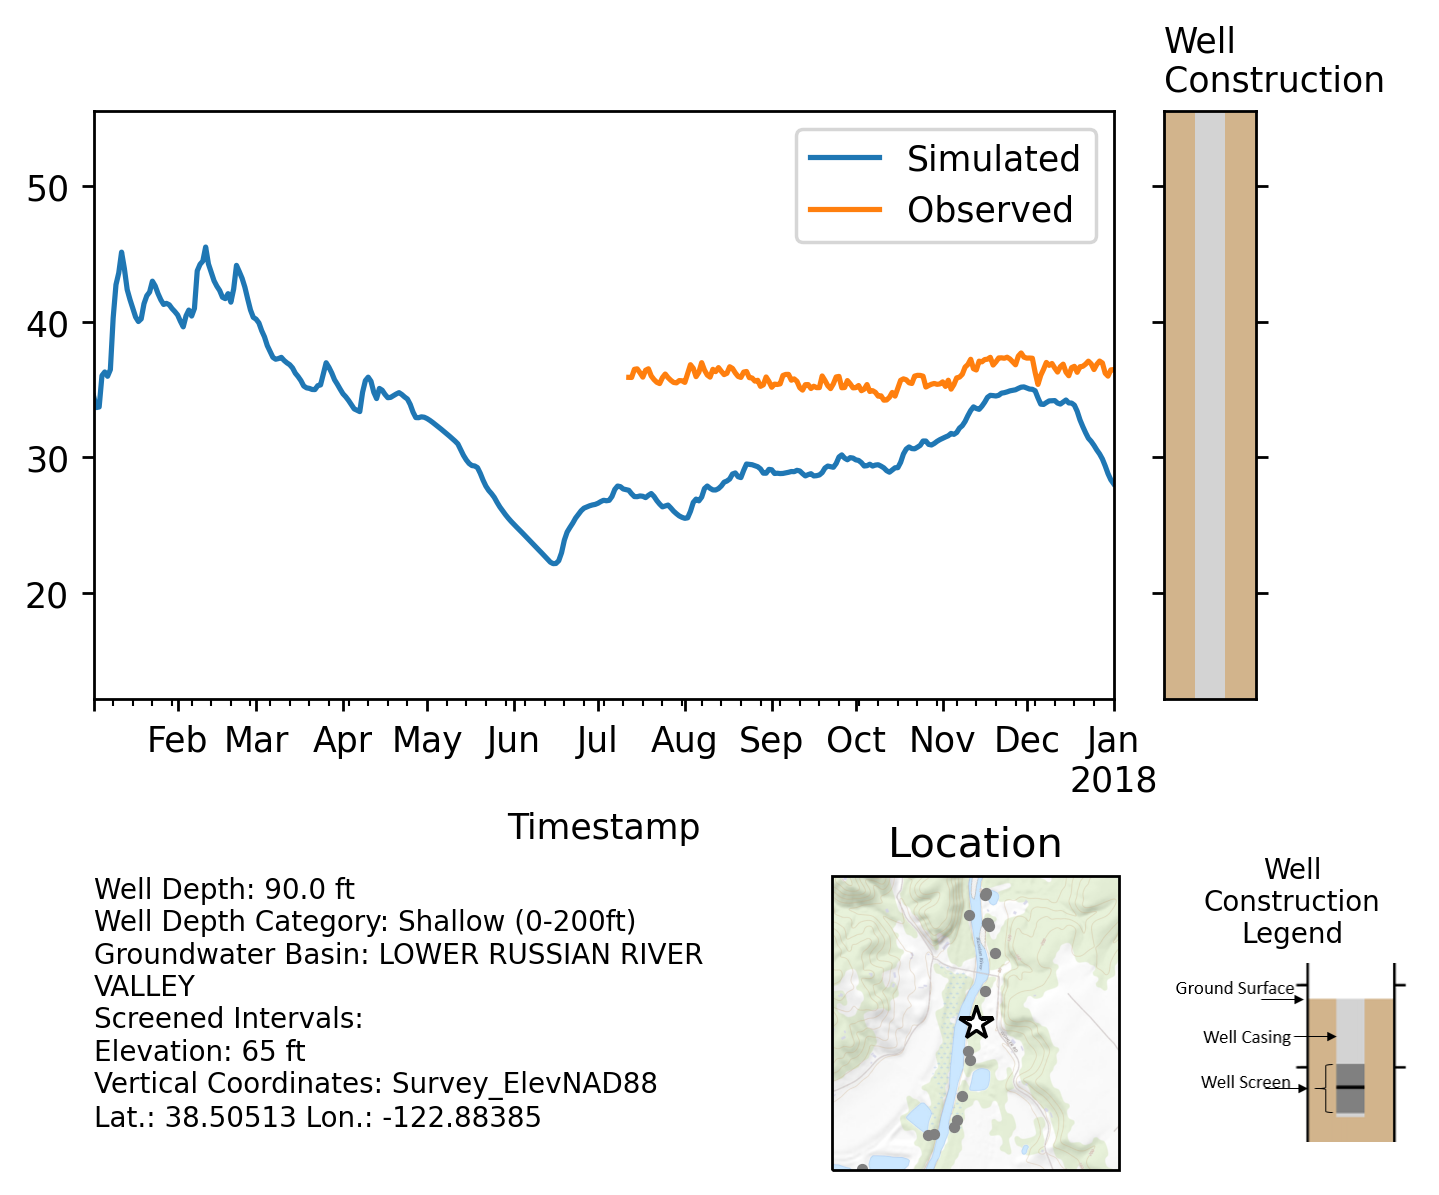 Well
Construction
Simulated
Observed
50
40
30
20
Feb Mar Apr May Jun Jul Aug Sep Oct Nov Dec Jan
2018
Timestamp
Well Depth: 90.0 ft
Well Depth Category: Shallow (0-200ft)
Groundwater Basin: LOWER RUSSIAN RIVER
VALLEY
Screened Intervals:
Elevation: 65 ft
Vertical Coordinates: Survey_ElevNAD88
Lat.: 38.50513 Lon.: -122.88385
Location
Well
Construction
Legend
Ground Surface
Well Casing
Well Screen